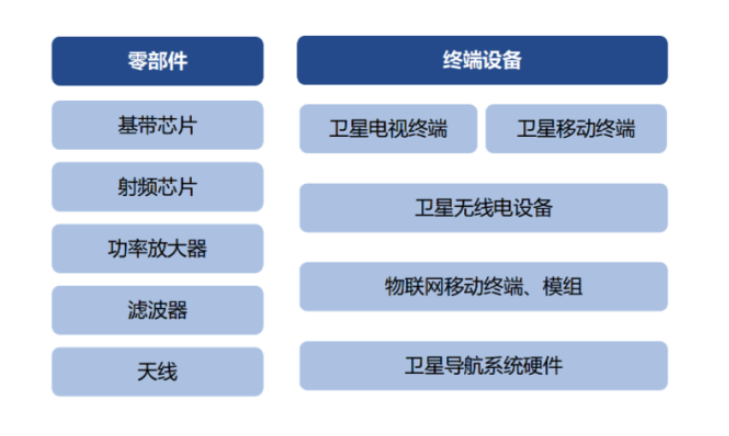 零部件
基带芯片
射频芯片
功率放大器
滤波器
天线
终端设备
卫星电视终端
卫星移动终端
卫星无线电设备
物联网移动终端、模组
卫星导航系统硬件